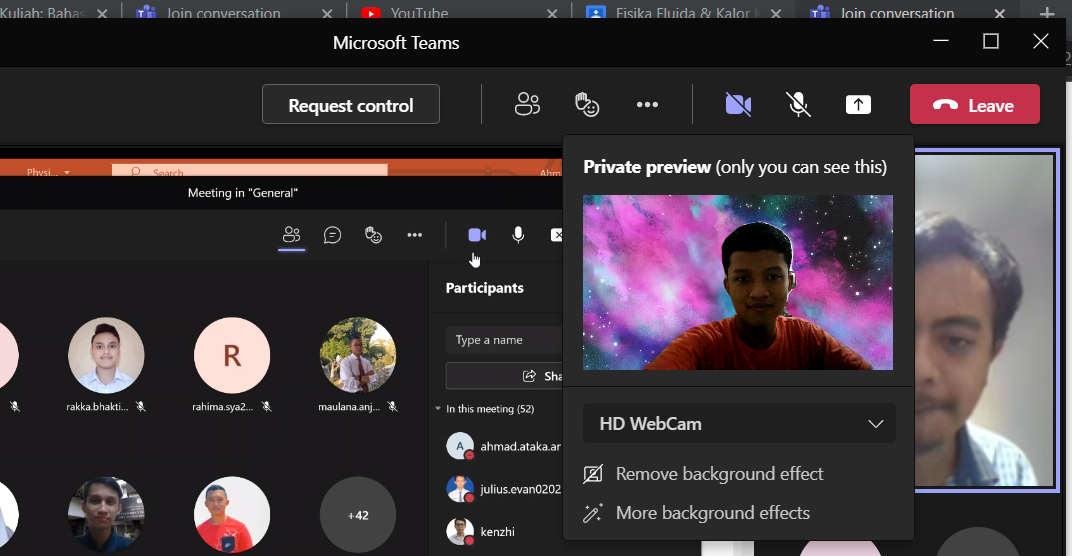 Kuliah: Bahas
Join conversation
YouTube
Fisika Fluida & Kalor k
Join conversation
Microsoft Teams
Request control
Leave
Physi...
Search
Ahm
Private preview (only you can see this)
Meeting in "General"
Participants
Type a name
Sha
In this meeting (52)
R
rakka.bhakti...
rahima.sya2...
maulana.anj...
A
ahmad.ataka.ar
julius.evan0202
kenzhi
+42
HD WebCam
Remove background effect
More background effects